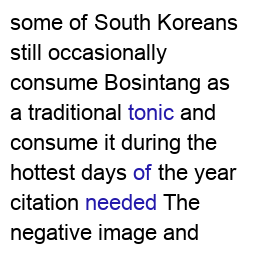 some of South Koreans
still occasionally
consume Bosintang as
a traditional tonic and
consume it during the
hottest days of the year
citation needed The
negative image and